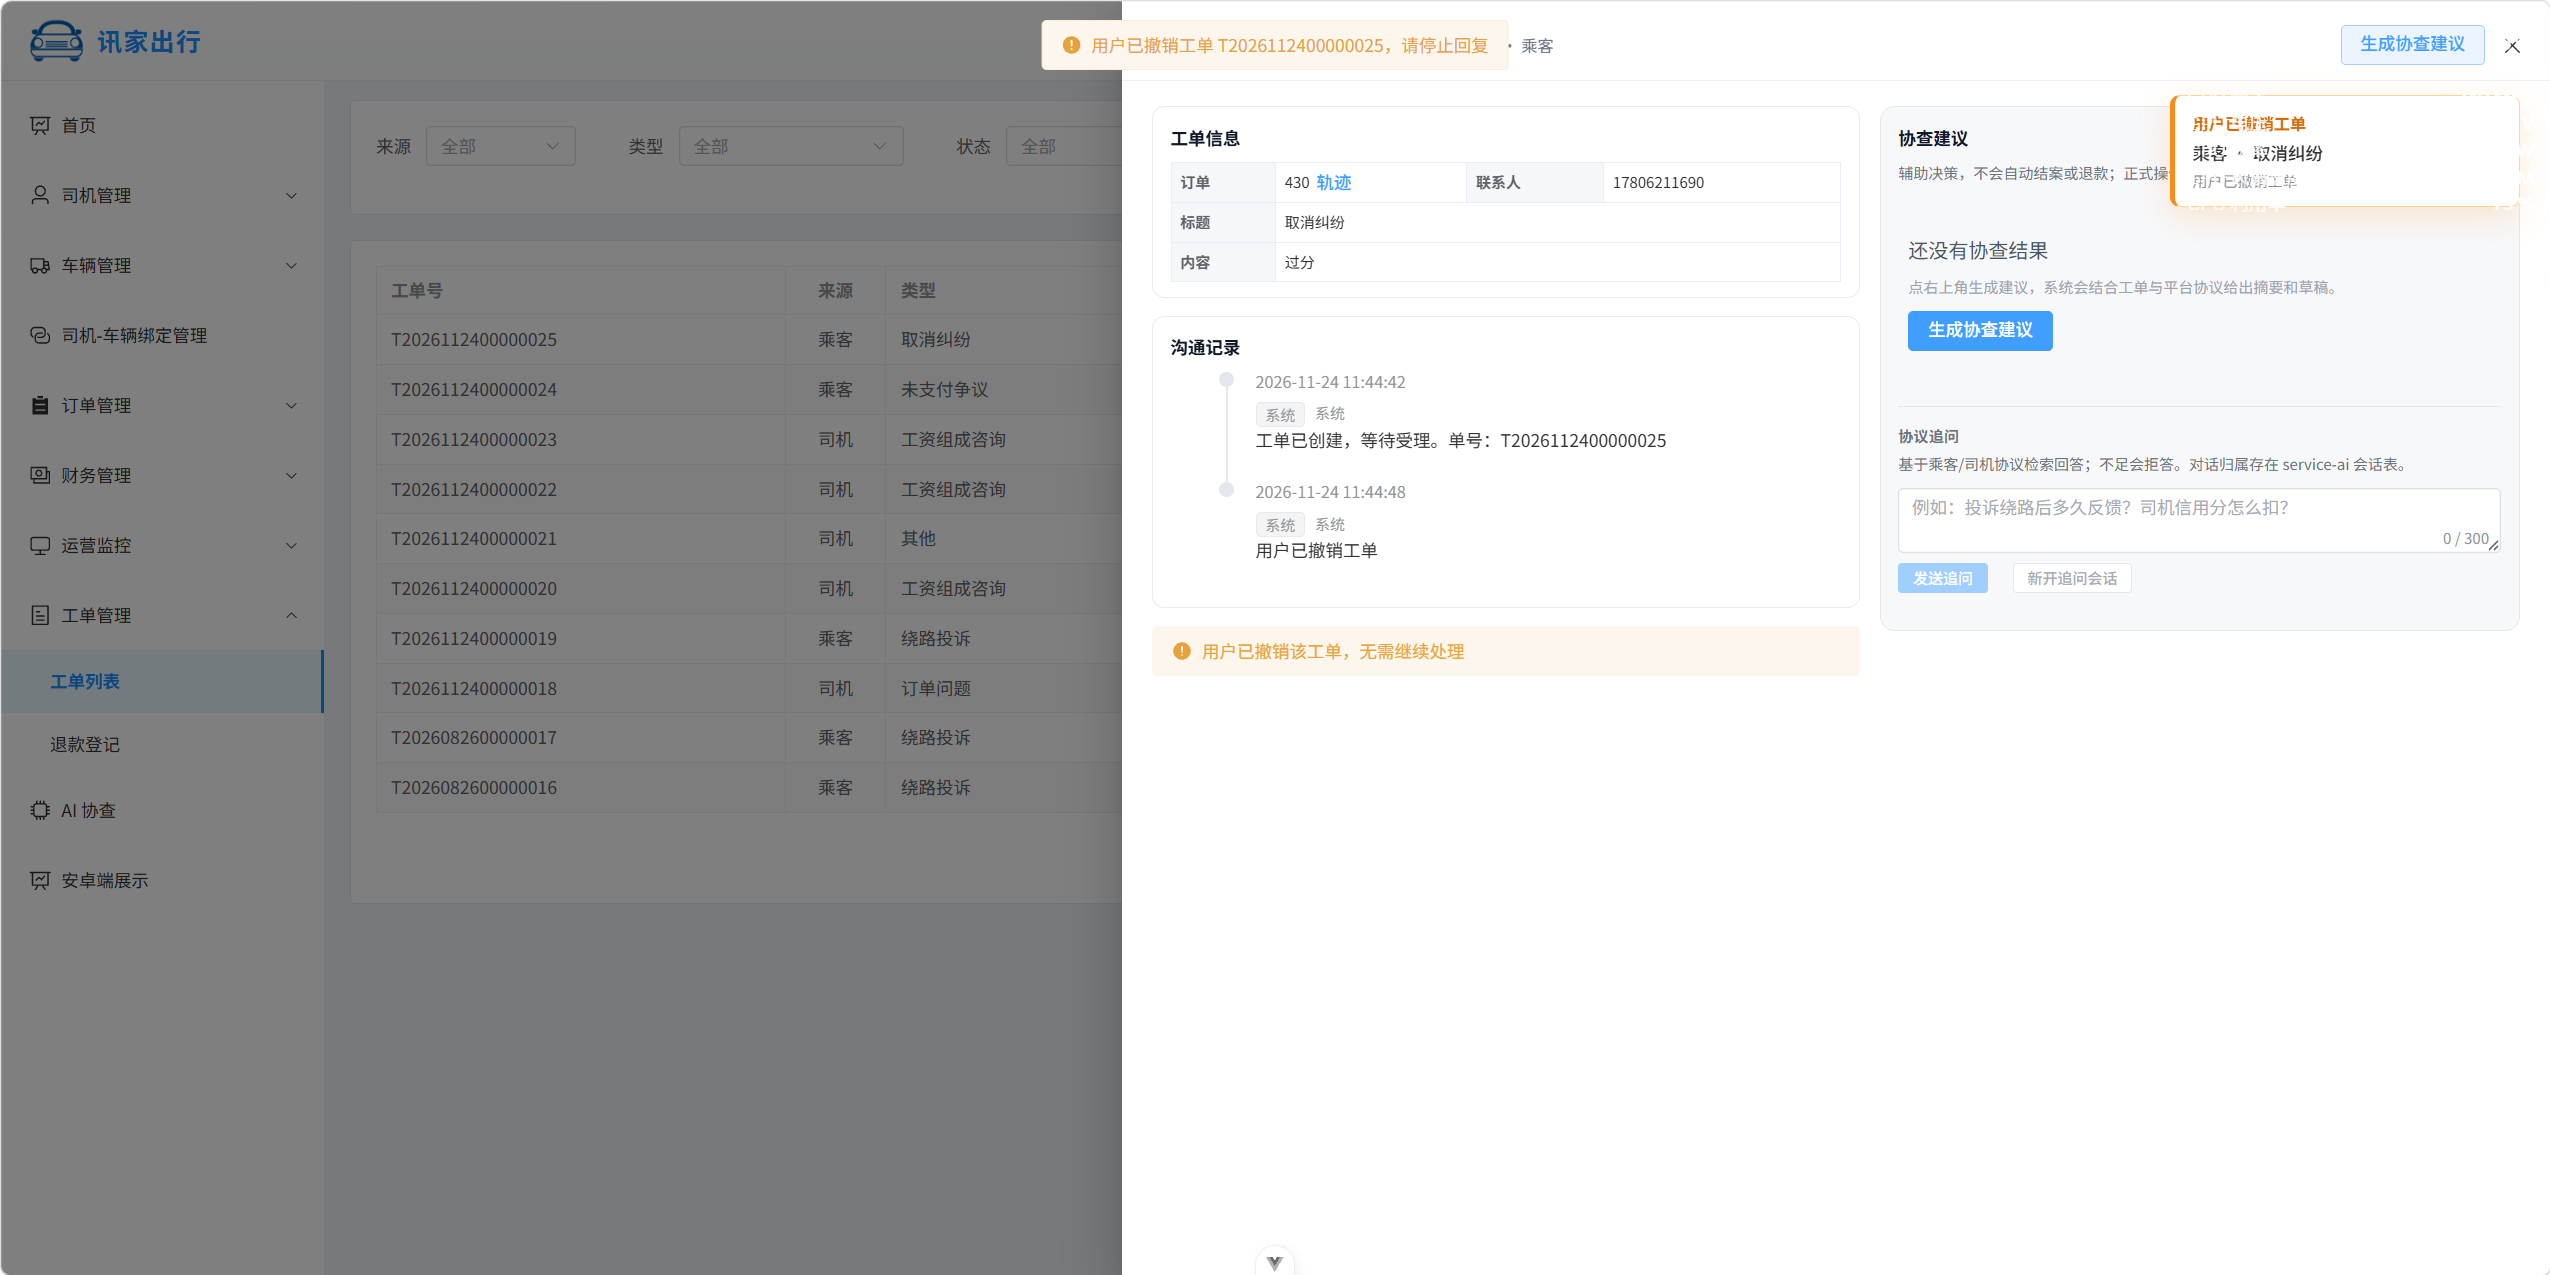 讯家出行
用户已撤销工单 T2026112400000025，请停止回复
· 乘客
生成协查建议
首页
司机管理
车辆管理
司机-车辆绑定管理
订单管理
财务管理
运营监控
工单管理
工单列表
退款登记
AI 协查
安卓端展示
来源 全部 类型 全部 状态 全部
工单号 来源 类型
T2026112400000025 乘客 取消纠纷
T2026112400000024 乘客 未支付争议
T2026112400000023 司机 工资组成咨询
T2026112400000022 司机 工资组成咨询
T2026112400000021 司机 其他
T2026112400000020 司机 工资组成咨询
T2026112400000019 乘客 绕路投诉
T2026112400000018 司机 订单问题
T2026082600000017 乘客 绕路投诉
T2026082600000016 乘客 绕路投诉
工单信息
订单 430 轨迹 联系人 17806211690
标题 取消纠纷
内容 过分
沟通记录
2026-11-24 11:44:42
系统 系统
工单已创建，等待受理。单号：T2026112400000025
2026-11-24 11:44:48
系统 系统
用户已撤销工单
用户已撤销该工单，无需继续处理
协查建议
辅助决策，不会自动结案或退款；正式操
用户已撤销工单
乘客 · 取消纠纷
用户已撤销工单
还没有协查结果
点右上角生成建议，系统会结合工单与平台协议给出摘要和草稿。
生成协查建议
协议追问
基于乘客/司机协议检索回答；不足会拒答。对话归属存在 service-ai 会话表。
例如：投诉绕路后多久反馈？司机信用分怎么扣？
0 / 300
发送追问 新开追问会话